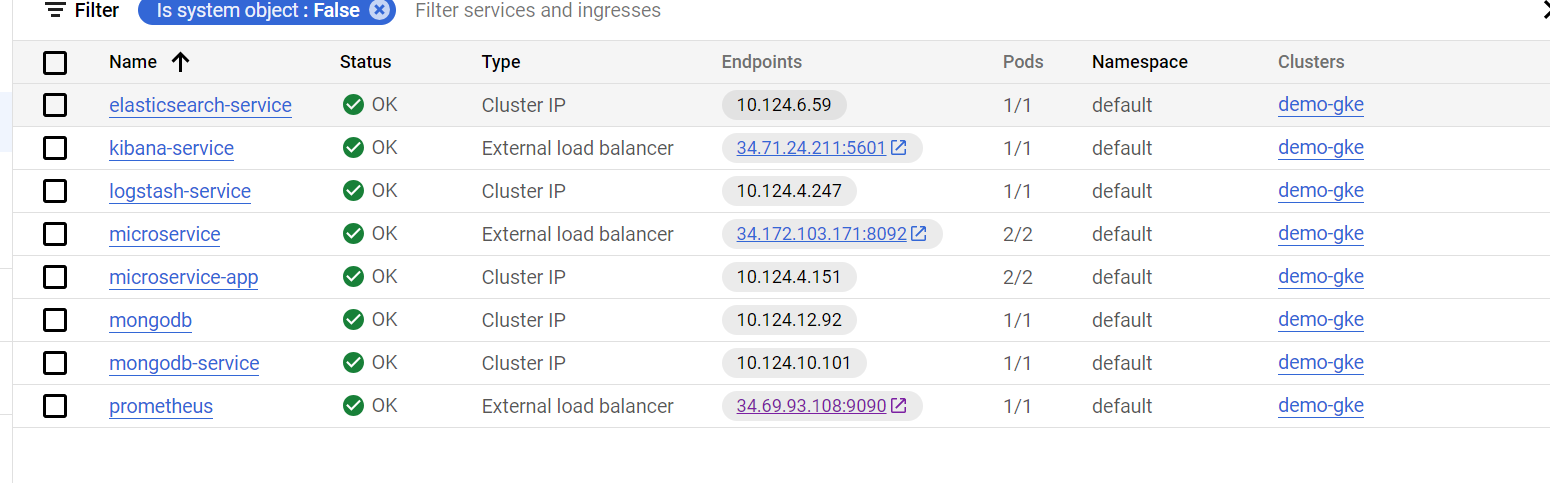 Filter Is system object : False Filter services and ingresses
Name Status Type Endpoints Pods Namespace Clusters
elasticsearch-service OK Cluster IP 10.124.6.59 1/1 default demo-gke
kibana-service OK External load balancer 34.71.24.211:5601 1/1 default demo-gke
logstash-service OK Cluster IP 10.124.4.247 1/1 default demo-gke
microservice OK External load balancer 34.172.103.171:8092 2/2 default demo-gke
microservice-app OK Cluster IP 10.124.4.151 2/2 default demo-gke
mongodb OK Cluster IP 10.124.12.92 1/1 default demo-gke
mongodb-service OK Cluster IP 10.124.10.101 1/1 default demo-gke
prometheus OK External load balancer 34.69.93.108:9090 1/1 default demo-gke